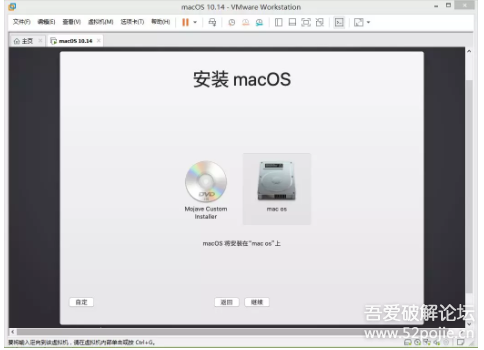 macOS 10.14 - VMware Workstation
文件(F) 编辑(E) 查看(V) 虚拟机(M) 选项卡(T) 帮助(H)
主页 macOS 10.14
安装 macOS
DVD
Mojave Custom Installer
mac os
macOS 将安装在“mac os”上
自定 返回 继续
要将输入定向到该虚拟机，请在虚拟机内部单击或按 Ctrl+G。
吾爱破解论坛
www.52pojie.cn